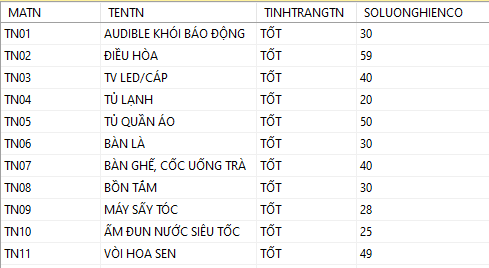 MATN TENTN TINHTRANGTN SOLUONGHIENCO
TN01 AUDIBLE KHÓI BÁO ĐỘNG TỐT 30
TN02 ĐIỀU HÒA TỐT 59
TN03 TV LED/CÁP TỐT 40
TN04 TỦ LẠNH TỐT 20
TN05 TỦ QUẦN ÁO TỐT 50
TN06 BÀN LÀ TỐT 30
TN07 BÀN GHẾ, CỐC UỐNG TRÀ TỐT 40
TN08 BỒN TẮM TỐT 30
TN09 MÁY SẤY TÓC TỐT 28
TN10 ẤM ĐUN NƯỚC SIÊU TỐC TỐT 25
TN11 VÒI HOA SEN TỐT 49